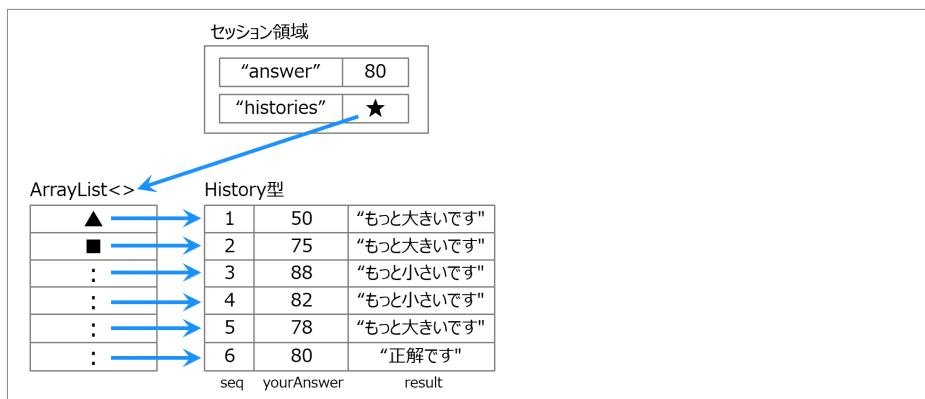 セッション領域
“answer” 80
“histories” ★
ArrayList<> History型
▲ 1 50 “もっと大きいです"
■ 2 75 “もっと大きいです"
: 3 88 “もっと小さいです"
: 4 82 “もっと小さいです"
: 5 78 “もっと大きいです"
: 6 80 “正解です"
seq yourAnswer result